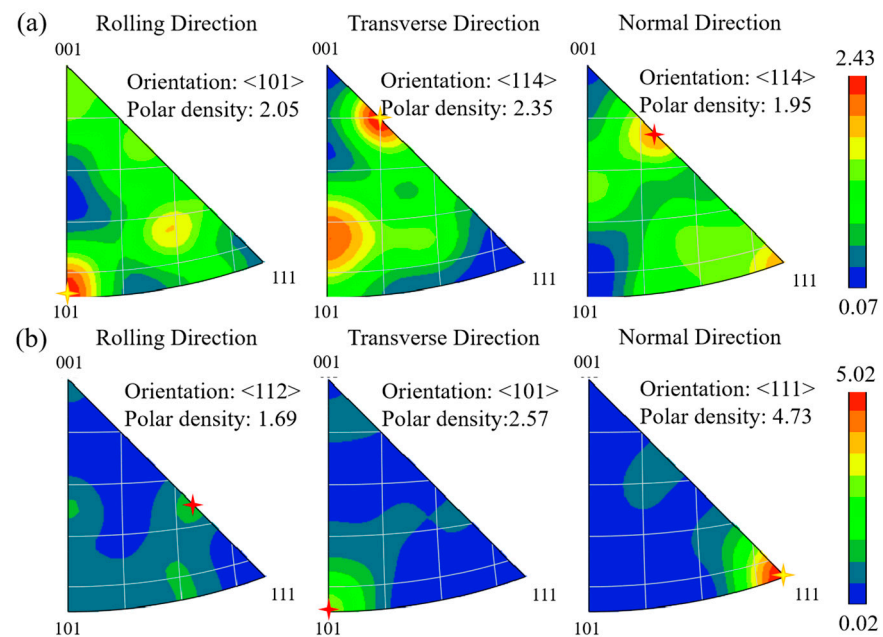 (a)
Rolling Direction
Transverse Direction
Normal Direction
001
001
001
2.43
Orientation: <101>
Polar density: 2.05
Orientation: <114>
Polar density: 2.35
Orientation: <114>
Polar density: 1.95
111
111
111
101
101
101
0.07
(b)
Rolling Direction
Transverse Direction
Normal Direction
001
001
001
5.02
Orientation: <112>
Polar density: 1.69
Orientation: <101>
Polar density:2.57
Orientation: <111>
Polar density: 4.73
111
111
111
101
101
101
0.02